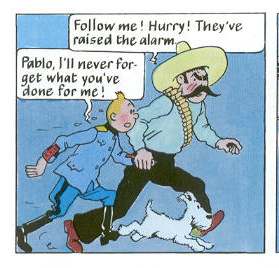 Follow me! Hurry! They've
raised the alarm.
Pablo, I'll never for-
get what you've
done for me!